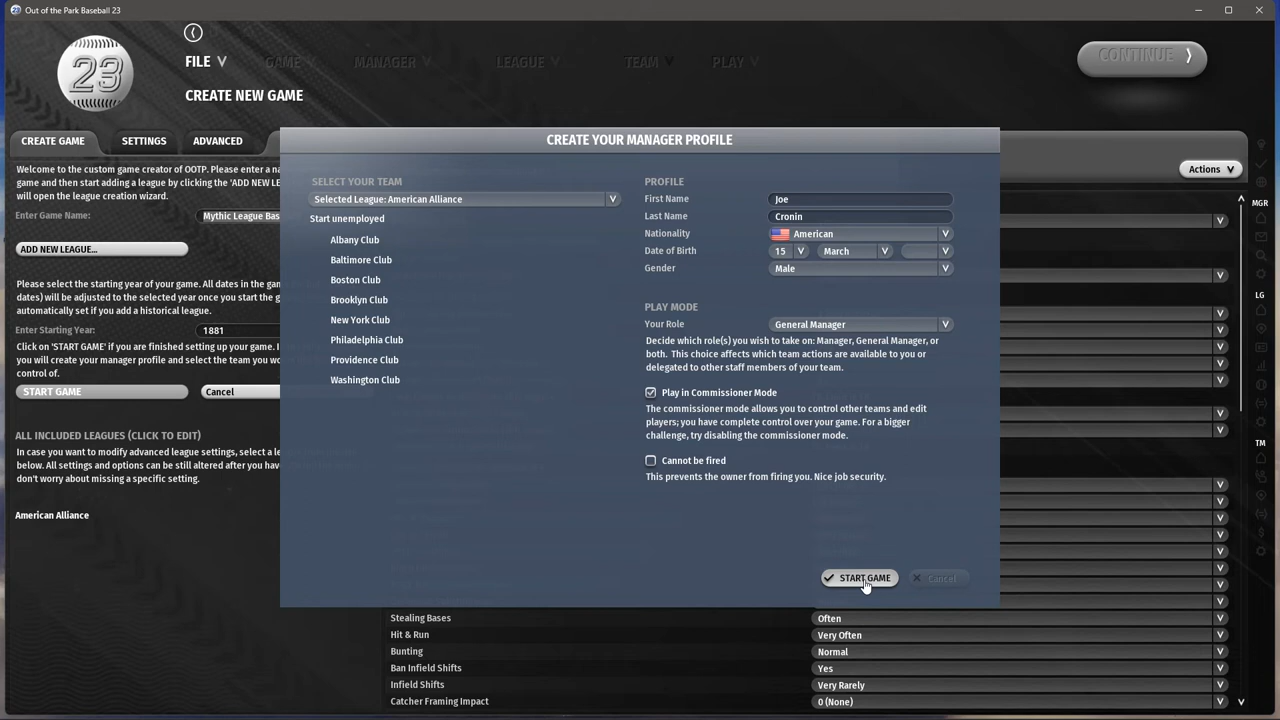 Out of the Park Baseball 23
FILE
GAME
MANAGER
LEAGUE
TEAM
PLAY
CONTINUE
23
CREATE NEW GAME
CREATE GAME
SETTINGS
ADVANCED
Actions
Welcome to the custom game creator of OOTP. Please enter a na
game and then start adding a league by clicking the 'ADD NEW LE
will open the league creation wizard.
Enter Game Name:
Mythic League Bas
ADD NEW LEAGUE...
Please select the starting year of your game. All dates in the gam
dates) will be adjusted to the selected year once you start the g
automatically set if you add a historical league.
Enter Starting Year:
1881
Click on 'START GAME' if you are finished setting up your game. I
you will create your manager profile and select the team you wo
control of.
START GAME
Cancel
ALL INCLUDED LEAGUES (CLICK TO EDIT)
In case you want to modify advanced league settings, select a l
below. All settings and options can be still altered after you have
don't worry about missing a specific setting.
American Alliance
CREATE YOUR MANAGER PROFILE
SELECT YOUR TEAM
Selected League: American Alliance
Start unemployed
Albany Club
Baltimore Club
Boston Club
Brooklyn Club
New York Club
Philadelphia Club
Providence Club
Washington Club
PROFILE
First Name
Joe
Last Name
Cronin
Nationality
American
Date of Birth
15
March
Gender
Male
PLAY MODE
Your Role
General Manager
Decide which role(s) you wish to take on: Manager, General Manager, or
both. This choice affects which team actions are available to you or
delegated to other staff members of your team.
Play in Commissioner Mode
The commissioner mode allows you to control other teams and edit
players; you have complete control over your game. For a bigger
challenge, try disabling the commissioner mode.
Cannot be fired
This prevents the owner from firing you. Nice job security.
START GAME
Cancel
Stealing Bases
Often
Hit & Run
Very Often
Bunting
Normal
Ban Infield Shifts
Yes
Infield Shifts
Very Rarely
Catcher Framing Impact
0 (None)
MGR
LG
TM